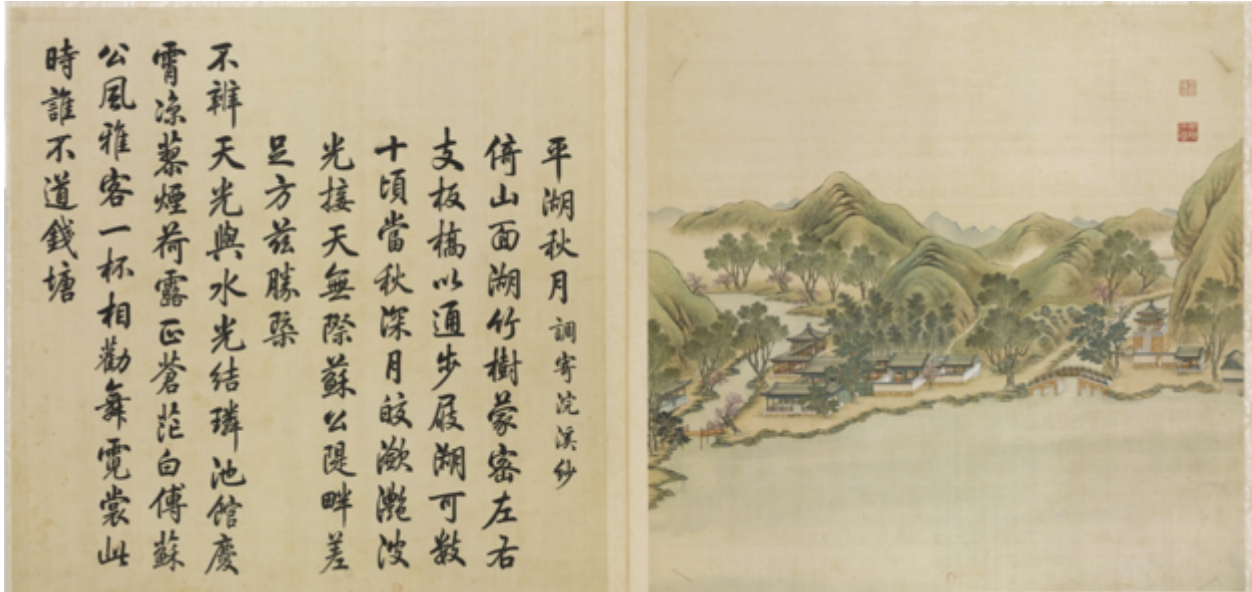 平湖秋月 調寄浣溪紗
倚山面湖竹樹蒙密左右
支板橋以通步屐湖可數
十頃當秋深月皎瀲灔波
光接天無際蘇公隄畔差
足方茲勝槩
不辨天光與水光結璘池館慶
霄涼蓼煙荷露正蒼茫白傅蘇
公風雅客一杯相勸舞霓裳此
時誰不道錢塘